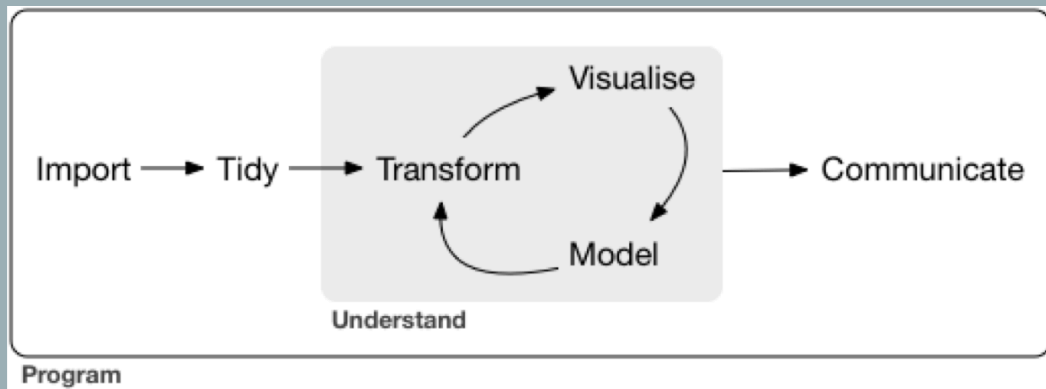 Visualise
Import
Tidy
Transform
Communicate
Model
Understand
Program